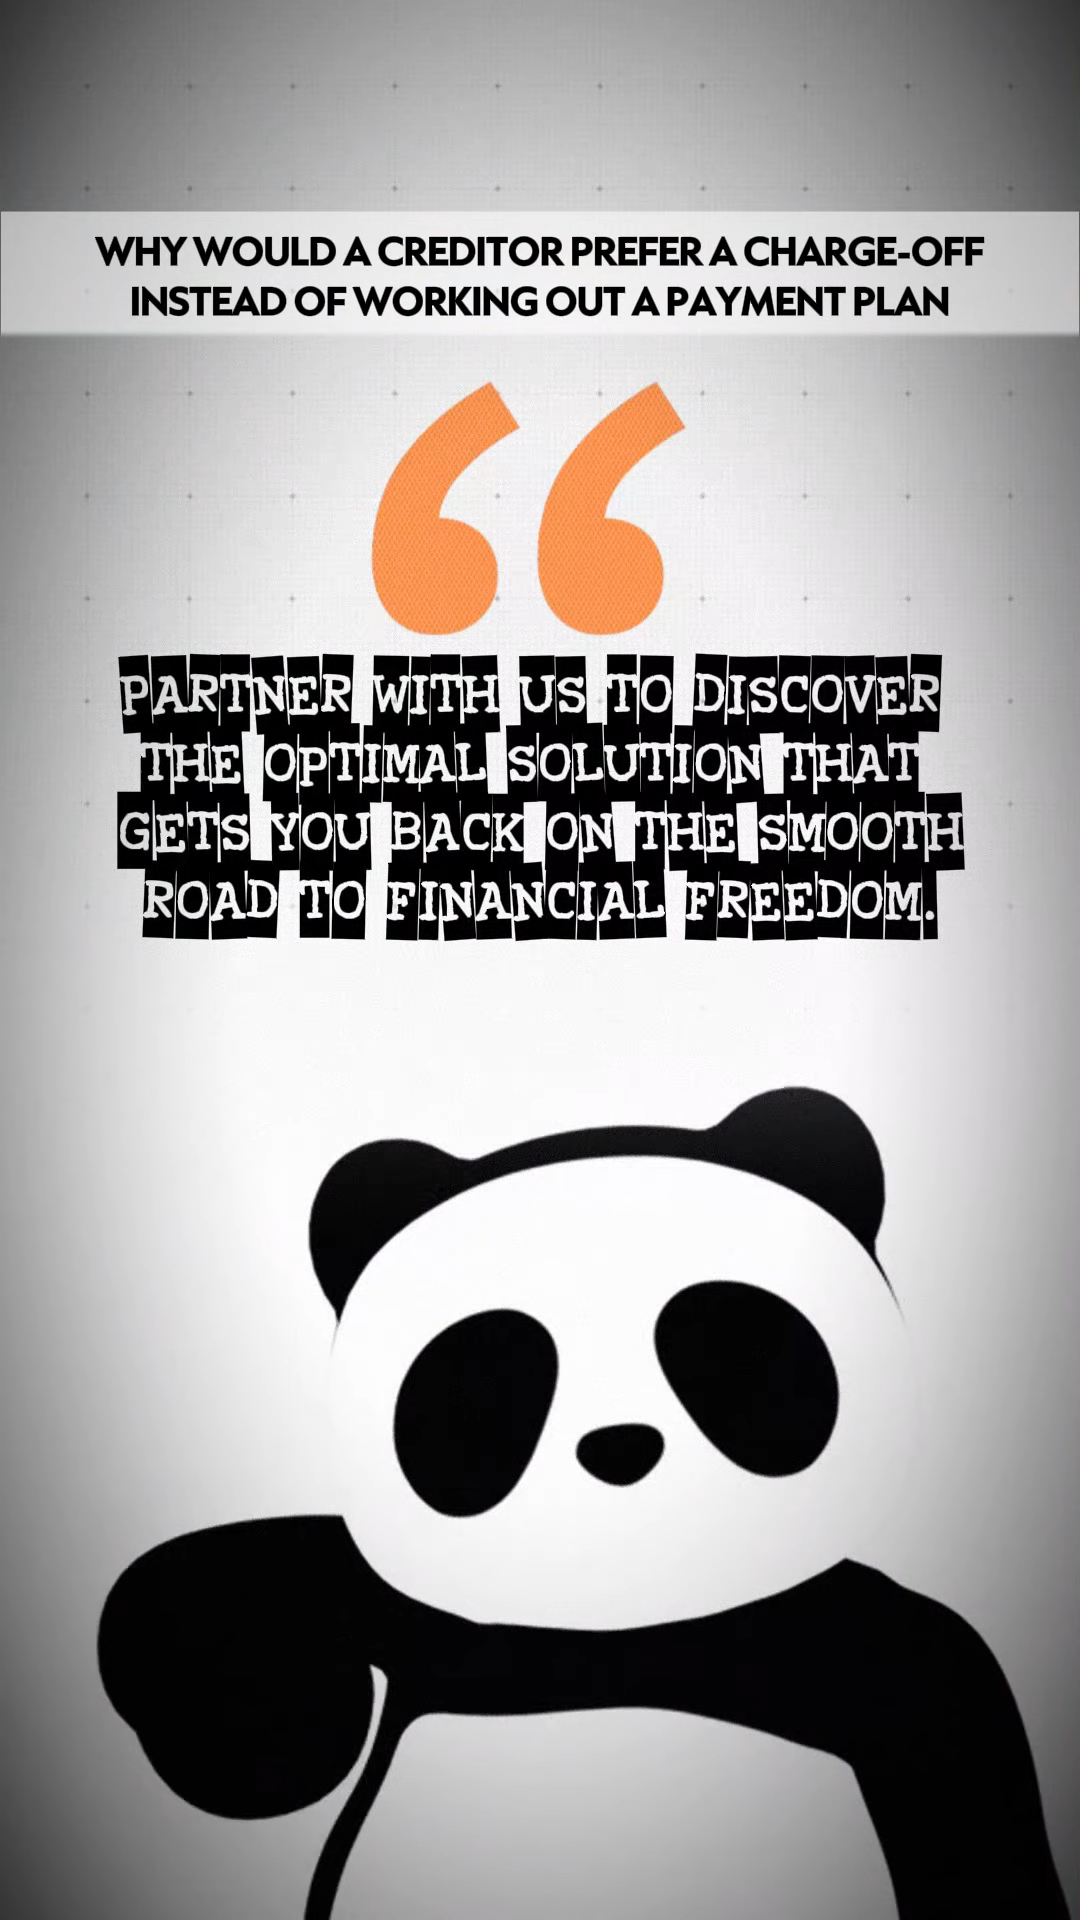 WHY WOULD A CREDITOR PREFER A CHARGE-OFF
INSTEAD OF WORKING OUT A PAYMENT PLAN
“
PARTNER WITH US TO DISCOVER
THE OPTIMAL SOLUTION THAT
GETS YOU BACK ON THE SMOOTH
ROAD TO FINANCIAL FREEDOM.